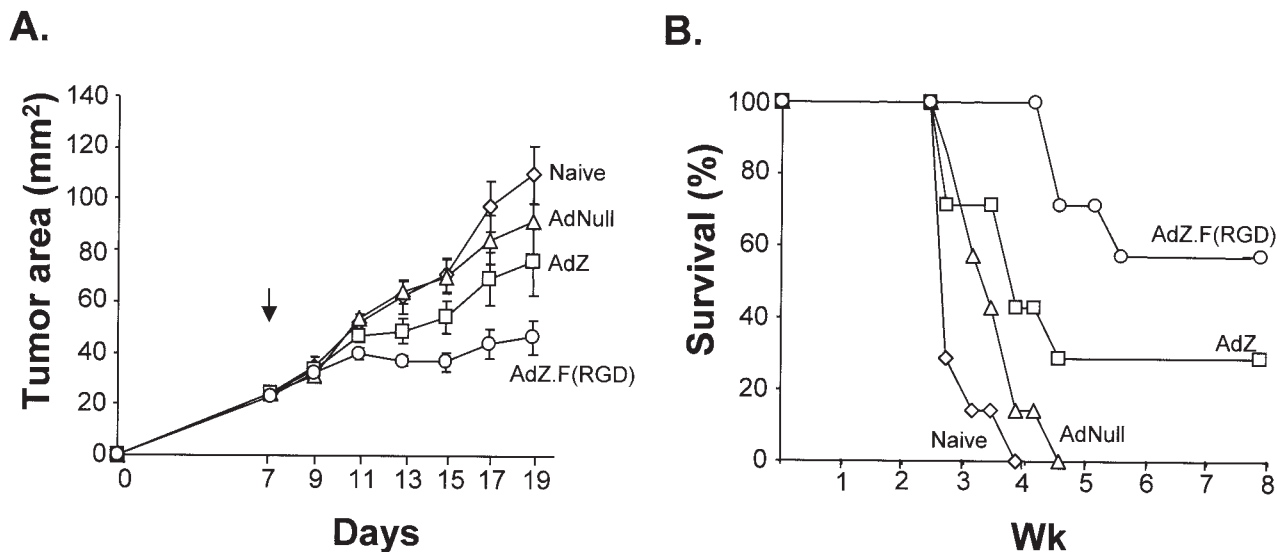 A.
Tumor area (mm²)
140
120
100
80
60
40
20
0
0 7 9 11 13 15 17 19
Days
Naive
AdNull
AdZ
AdZ.F(RGD)
B.
Survival (%)
100
80
60
40
20
0
1 2 3 4 5 6 7 8
Wk
AdZ.F(RGD)
AdZ
Naive
AdNull